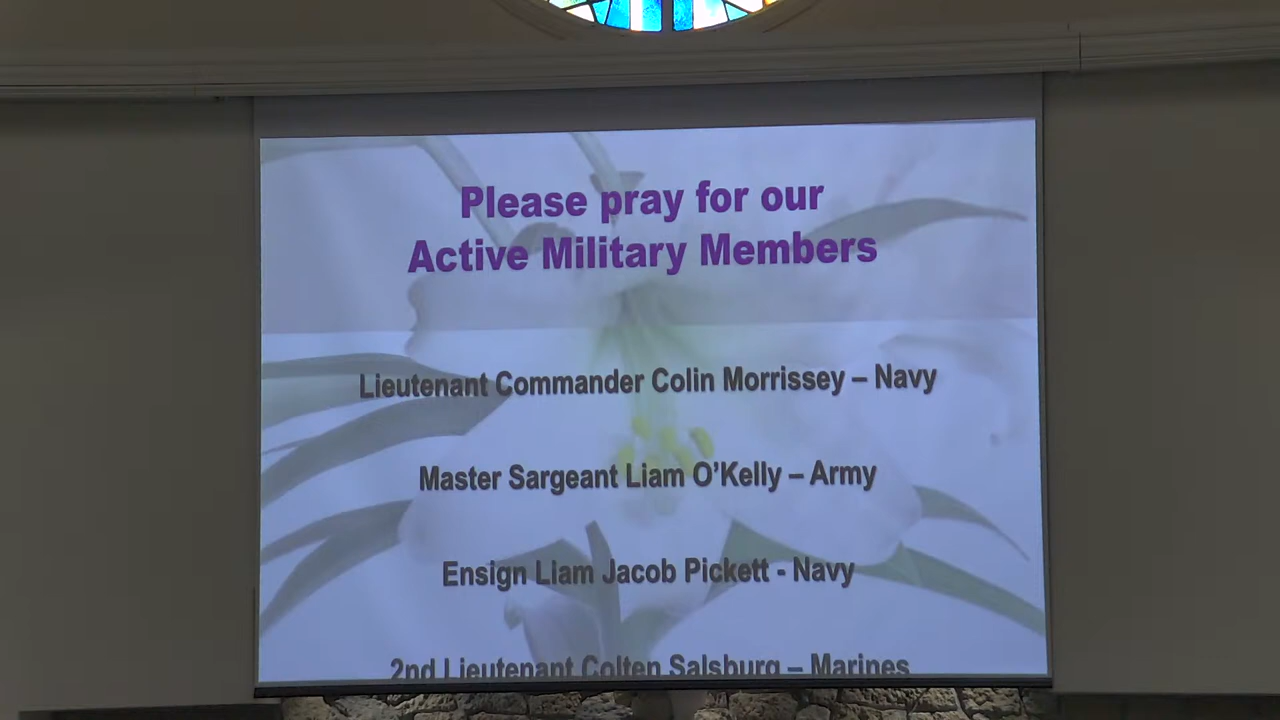 Please pray for our
Active Military Members
Lieutenant Commander Colin Morrissey – Navy
Master Sargeant Liam O’Kelly – Army
Ensign Liam Jacob Pickett - Navy
2nd Lieutenant Colten Salsburg – Marines